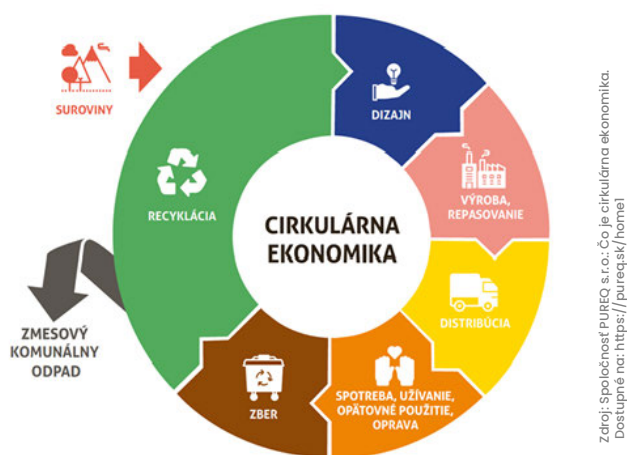 SUROVINY
DIZAJN
VÝROBA,
REPASOVANIE
DISTRIBÚCIA
SPOTREBA, UŽÍVANIE,
OPÄTOVNÉ POUŽITIE,
OPRAVA
ZBER
RECYKLÁCIA
ZMESOVÝ
KOMUNÁLNY
ODPAD
CIRKULÁRNA
EKONOMIKA
Zdroj: Spoločnosť PUREQ s.r.o.: Čo je cirkulárna ekonomika.
Dostupné na: https://pureq.sk/home1